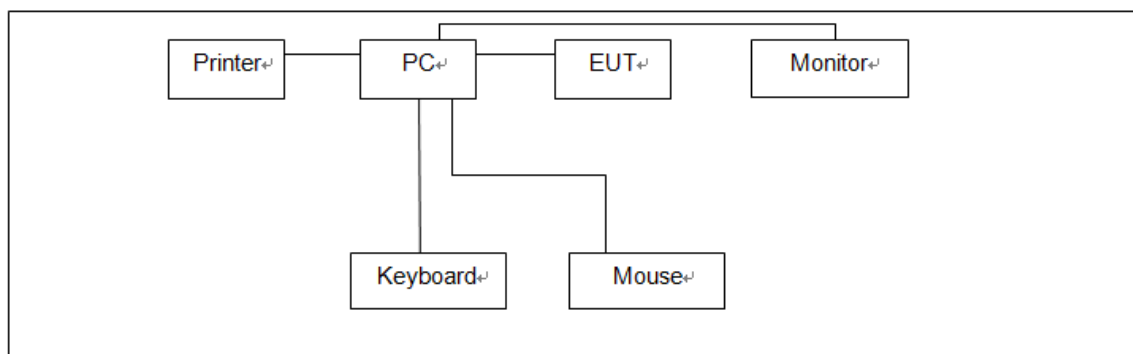 Printer
PC
EUT
Monitor
Keyboard
Mouse